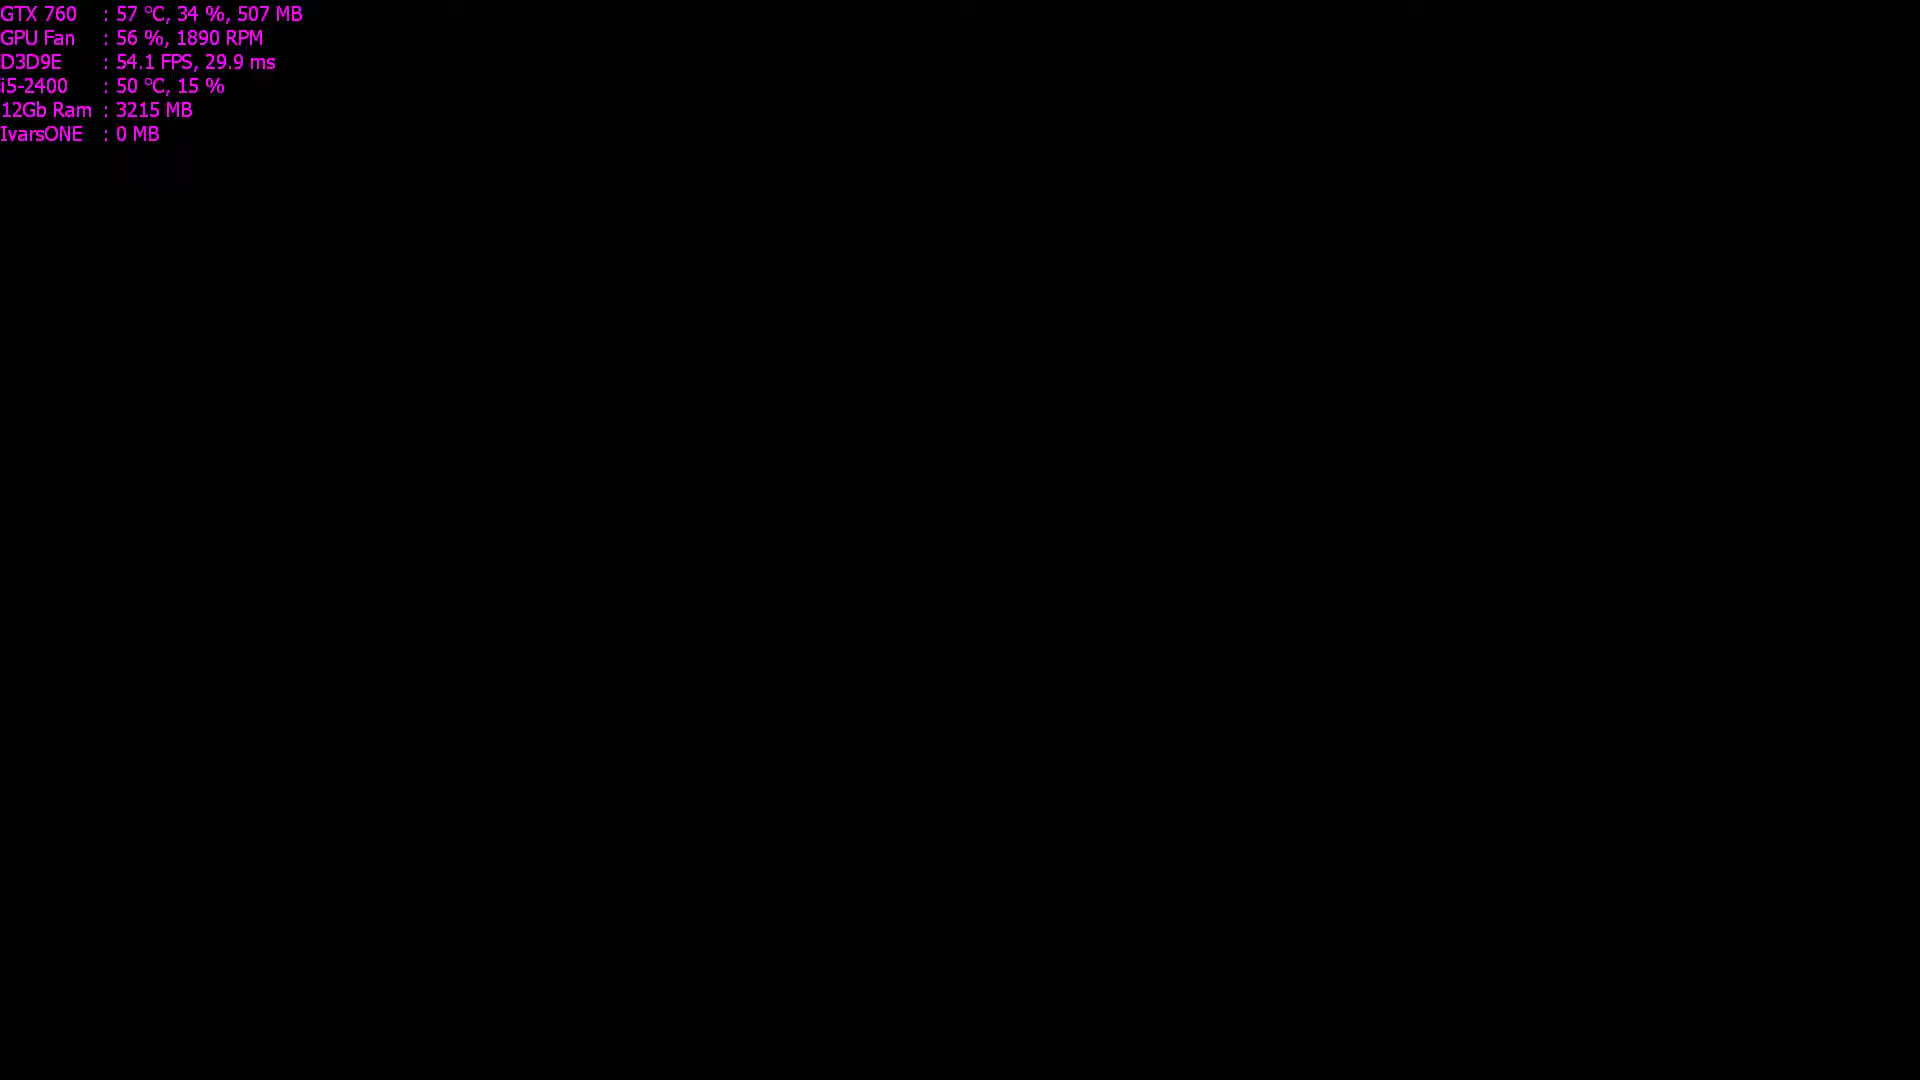 GTX 760 : 57 °C, 34 %, 507 MB
GPU Fan : 56 %, 1890 RPM
D3D9E : 54.1 FPS, 29.9 ms
i5-2400 : 50 °C, 15 %
12Gb Ram : 3215 MB
IvarsONE : 0 MB